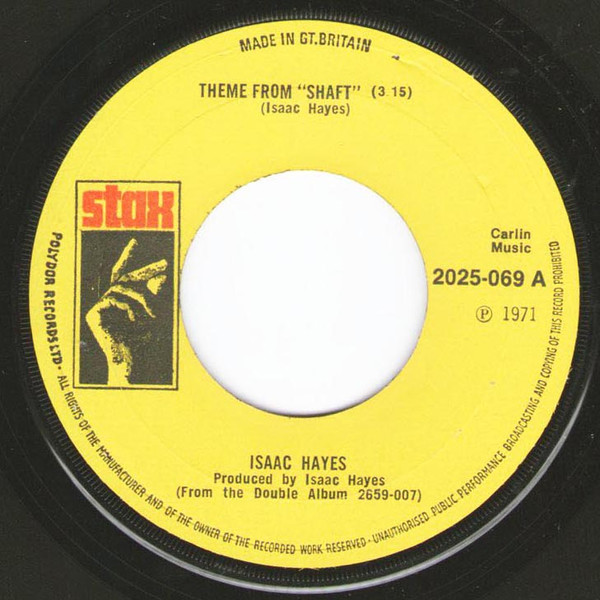 MADE IN GT.BRITAIN
THEME FROM "SHAFT" (3.15)
(Isaac Hayes)
stax
Carlin
Music
2025-069 A
℗ 1971
ISAAC HAYES
Produced by Isaac Hayes
(From the Double Album 2659-007)
POLYDOR RECORDS LTD · ALL RIGHTS OF THE MANUFACTURER AND OF THE OWNER OF THE RECORDED WORK RESERVED · UNAUTHORISED PUBLIC PERFORMANCE BROADCASTING AND COPYING OF THIS RECORD PROHIBITED